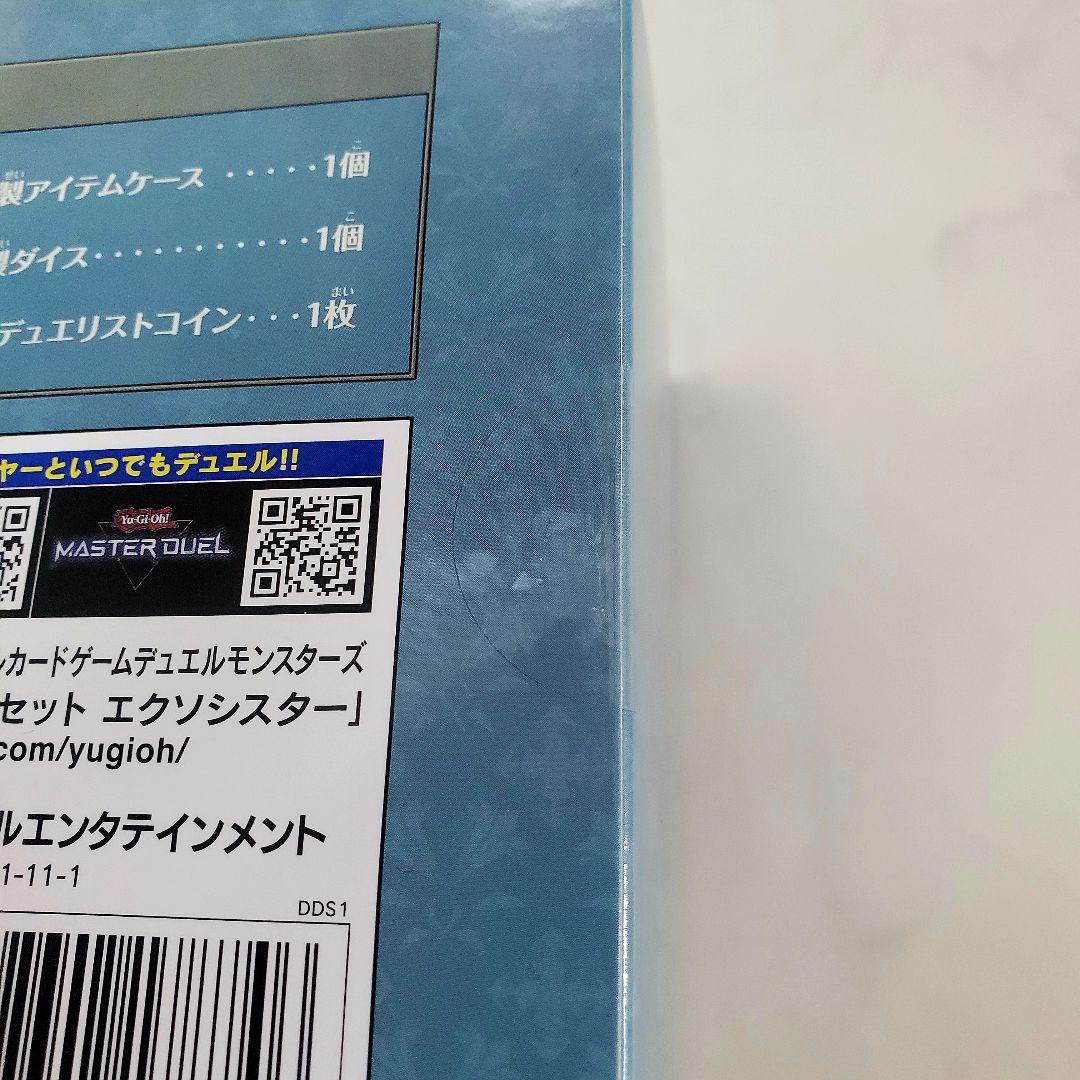 製アイテムケース ・・・・・1個
製ダイス・・・・・・・・・・・1個
デュエリストコイン・・・1枚
ヤーといつでもデュエル!!
Yu-Gi-Oh!
MASTER DUEL
カードゲームデュエルモンスターズ
セット エクソシスター」
com/yugioh/
ルエンタテインメント
1-11-1
DDS1